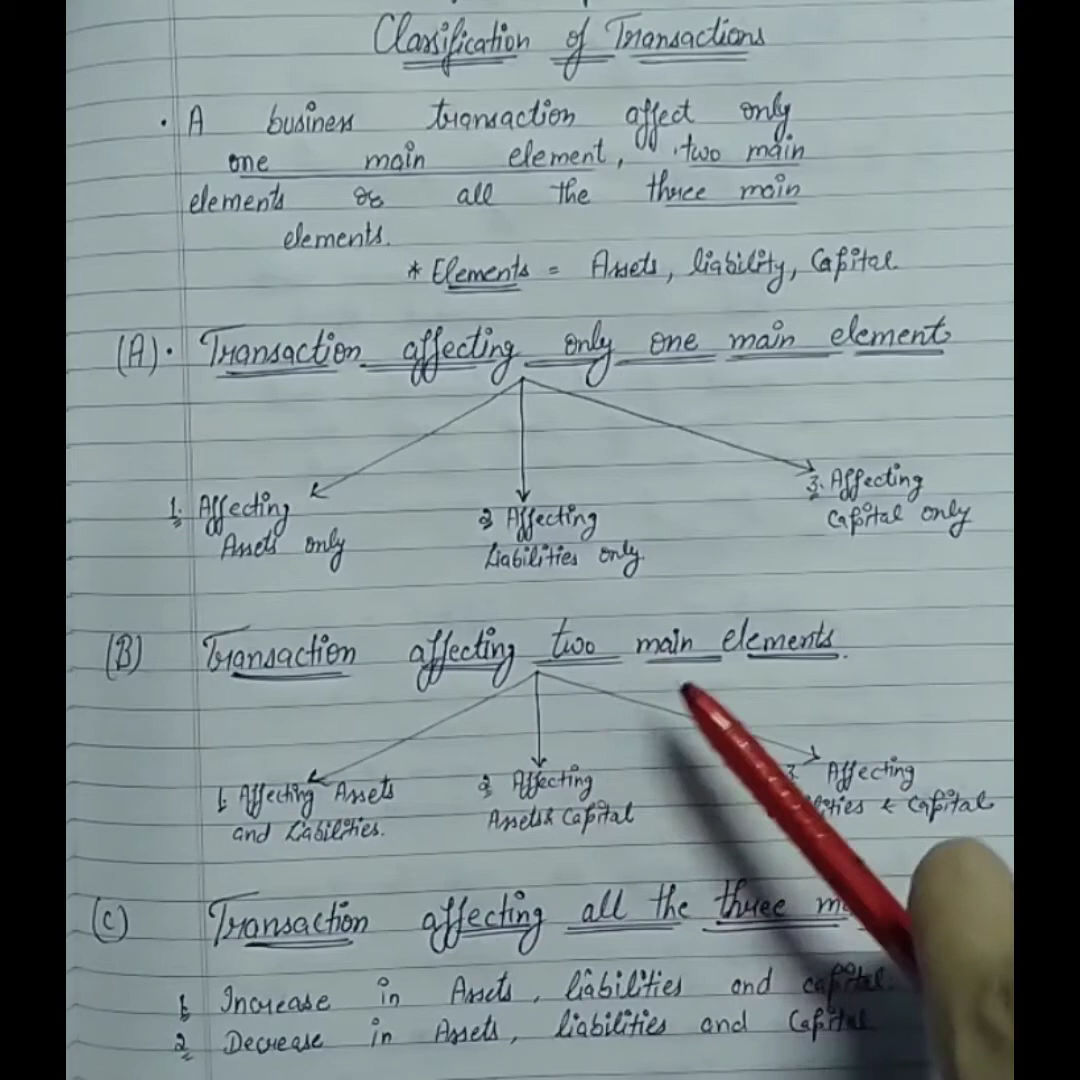 Classification of Transactions
• A business transaction affect only
one main element, two main
elements or all the three main
elements.
* Elements = Assets, liability, Capital
(A). Transaction affecting only one main element
1. Affecting
Assets only
2 Affecting
Liabilities only
3. Affecting
Capital only
(B) Transaction affecting two main elements.
1. Affecting Assets
and Liabilities.
2 Affecting
Assets & Capital
Affecting
& Capital
(C) Transaction affecting all the three
1 Increase in Assets, liabilities and capital.
2 Decrease in Assets, liabilities and Capital